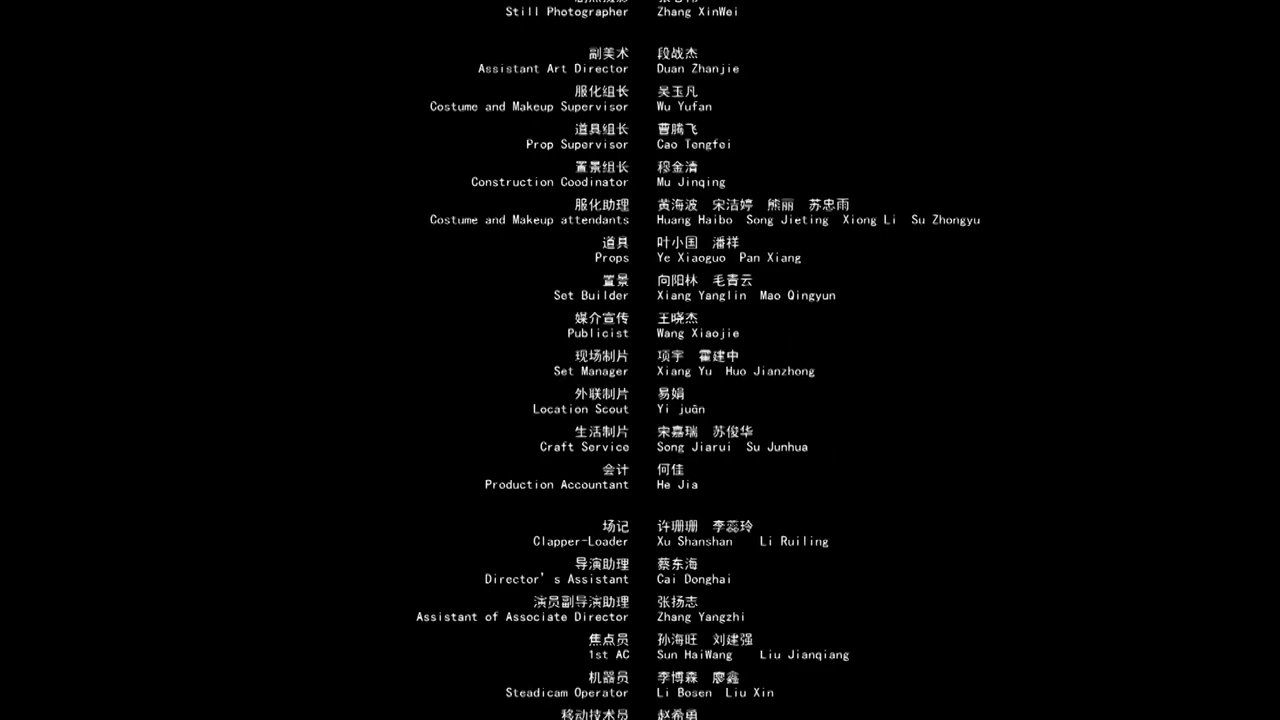 Still Photographer Zhang XinWei
副美术 段战杰
Assistant Art Director Duan Zhanjie
服化组长 吴玉凡
Costume and Makeup Supervisor Wu Yufan
道具组长 曹腾飞
Prop Supervisor Cao Tengfei
置景组长 穆金清
Construction Coodinator Mu Jinqing
服化助理 黄海波 宋洁婷 熊丽 苏忠雨
Costume and Makeup attendants Huang Haibo Song Jieting Xiong Li Su Zhongyu
道具 叶小国 潘祥
Props Ye Xiaoguo Pan Xiang
置景 向阳林 毛青云
Set Builder Xiang Yanglin Mao Qingyun
媒介宣传 王晓杰
Publicist Wang Xiaojie
现场制片 项宇 霍建中
Set Manager Xiang Yu Huo Jianzhong
外联制片 易娟
Location Scout Yi juān
生活制片 宋嘉瑞 苏俊华
Craft Service Song Jiarui Su Junhua
会计 何佳
Production Accountant He Jia
场记 许珊珊 李蕊玲
Clapper-Loader Xu Shanshan Li Ruiling
导演助理 蔡东海
Director's Assistant Cai Donghai
演员副导演助理 张扬志
Assistant of Associate Director Zhang Yangzhi
焦点员 孙海旺 刘建强
1st AC Sun HaiWang Liu Jianqiang
机器员 李博森 廖鑫
Steadicam Operator Li Bosen Liu Xin
移动技术员 赵希勇